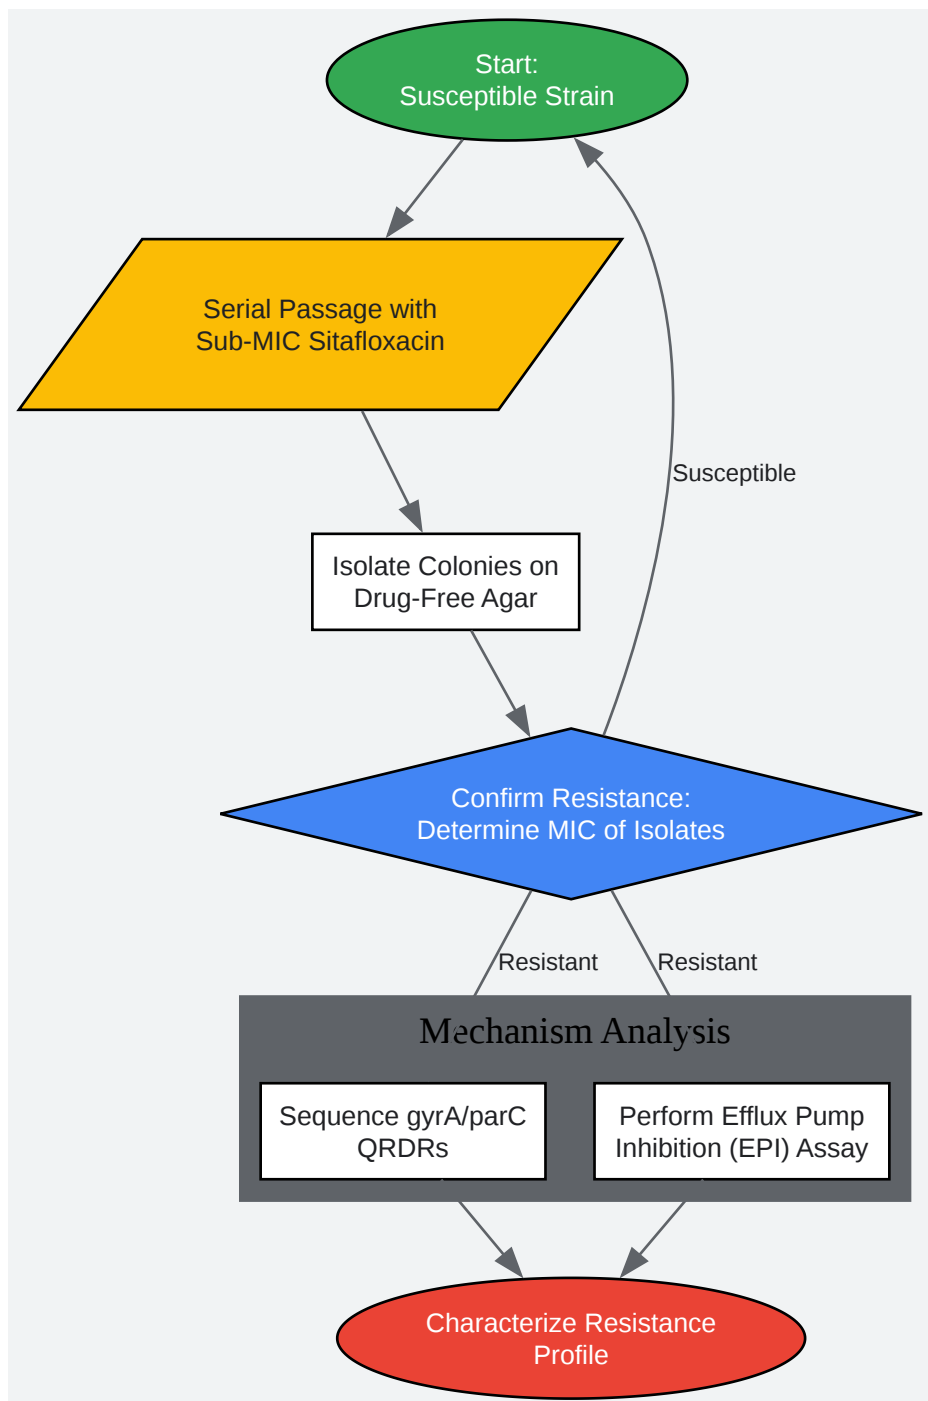 Start:
Susceptible Strain
Serial Passage with
Sub-MIC Sitafloxacin
Susceptible
Isolate Colonies on
Drug-Free Agar
Confirm Resistance:
Determine MIC of Isolates
Resistant
Resistant
Mechanism Analysis
Sequence gyrA/parC
QRDRs
Perform Efflux Pump
Inhibition (EPI) Assay
Characterize Resistance
Profile